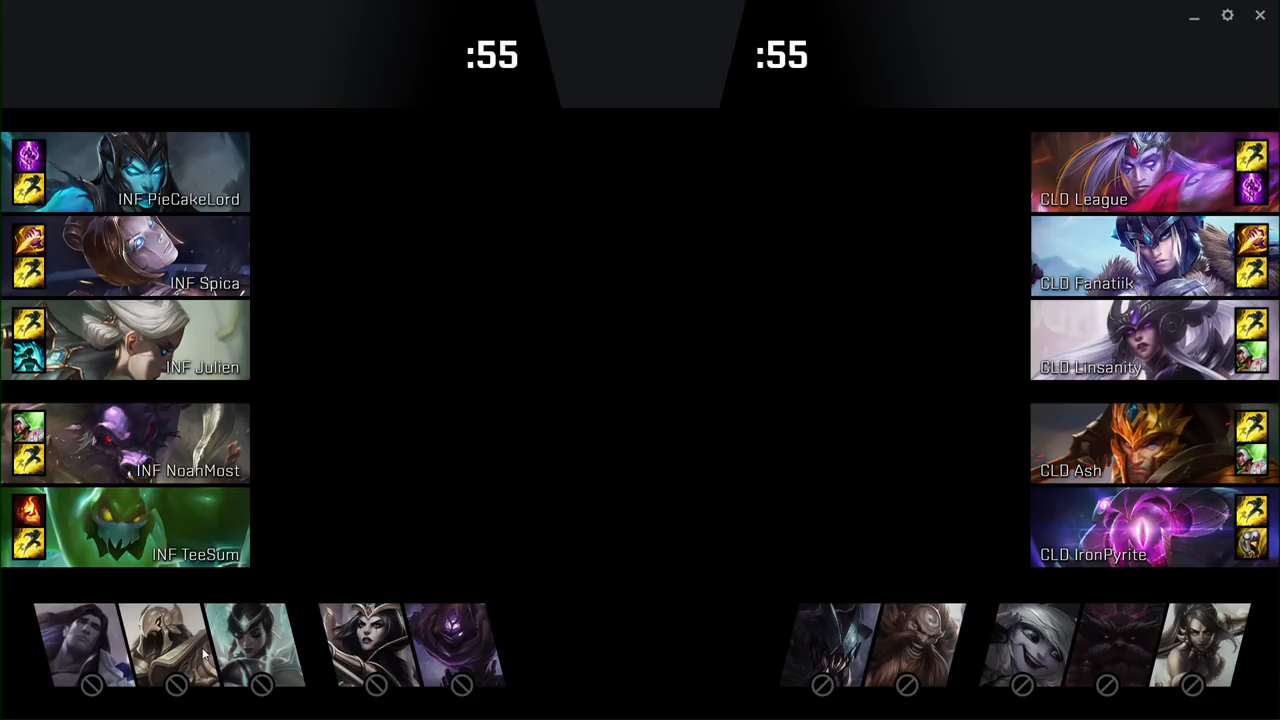 :55
:55
INF PieCakeLord
INF Spica
INF Julien
INF NoahMost
INF TeeSum
CLD League
CLD Fanatiik
CLD Linsanity
CLD Ash
CLD IronPyrite